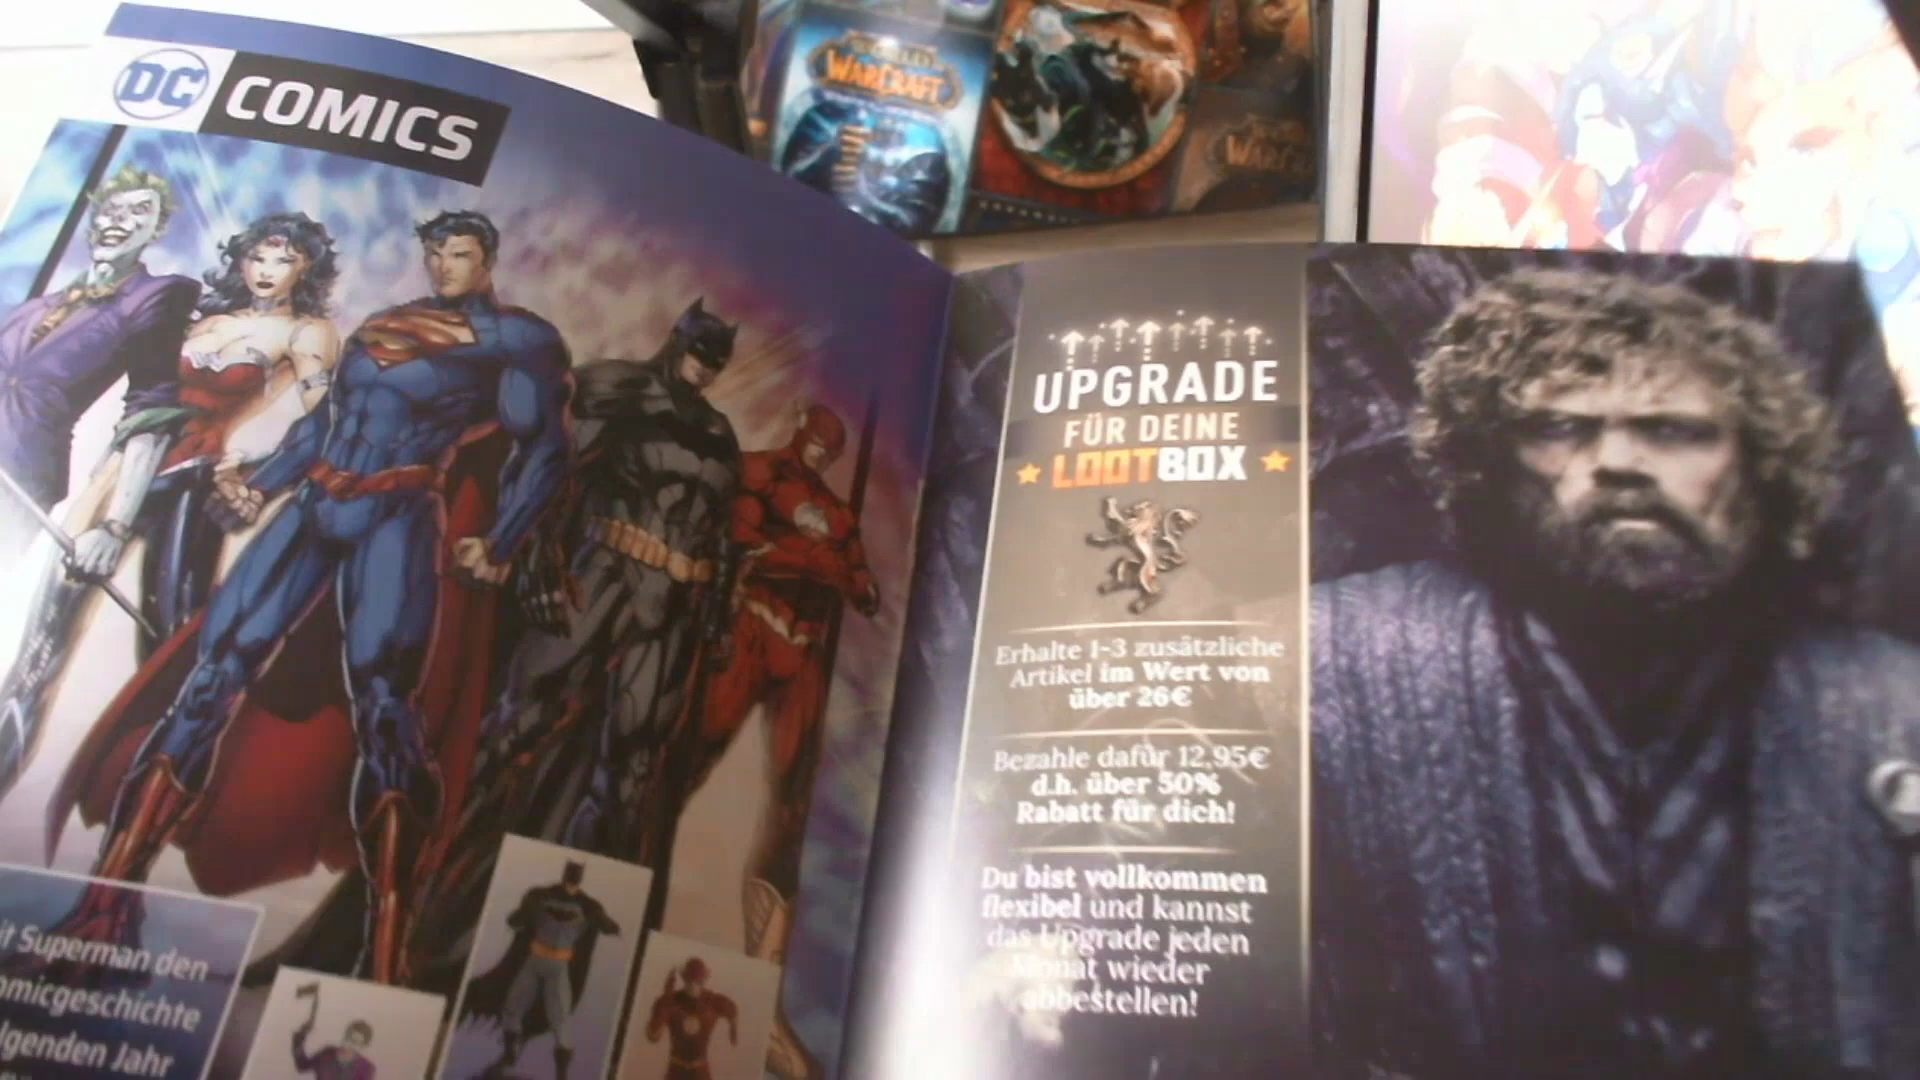 DC COMICS
WORLD
WARCRAFT
WARCR
UPGRADE
FÜR DEINE
LOOTBOX
Erhalte 1-3 zusätzliche
Artikel im Wert von
über 26€
Bezahle dafür 12,95€
d.h. über 50%
Rabatt für dich!
Du bist vollkommen
flexibel und kannst
das Upgrade jeden
Monat wieder
abbestellen!
it Superman den
omicgeschichte
lgenden Jahr